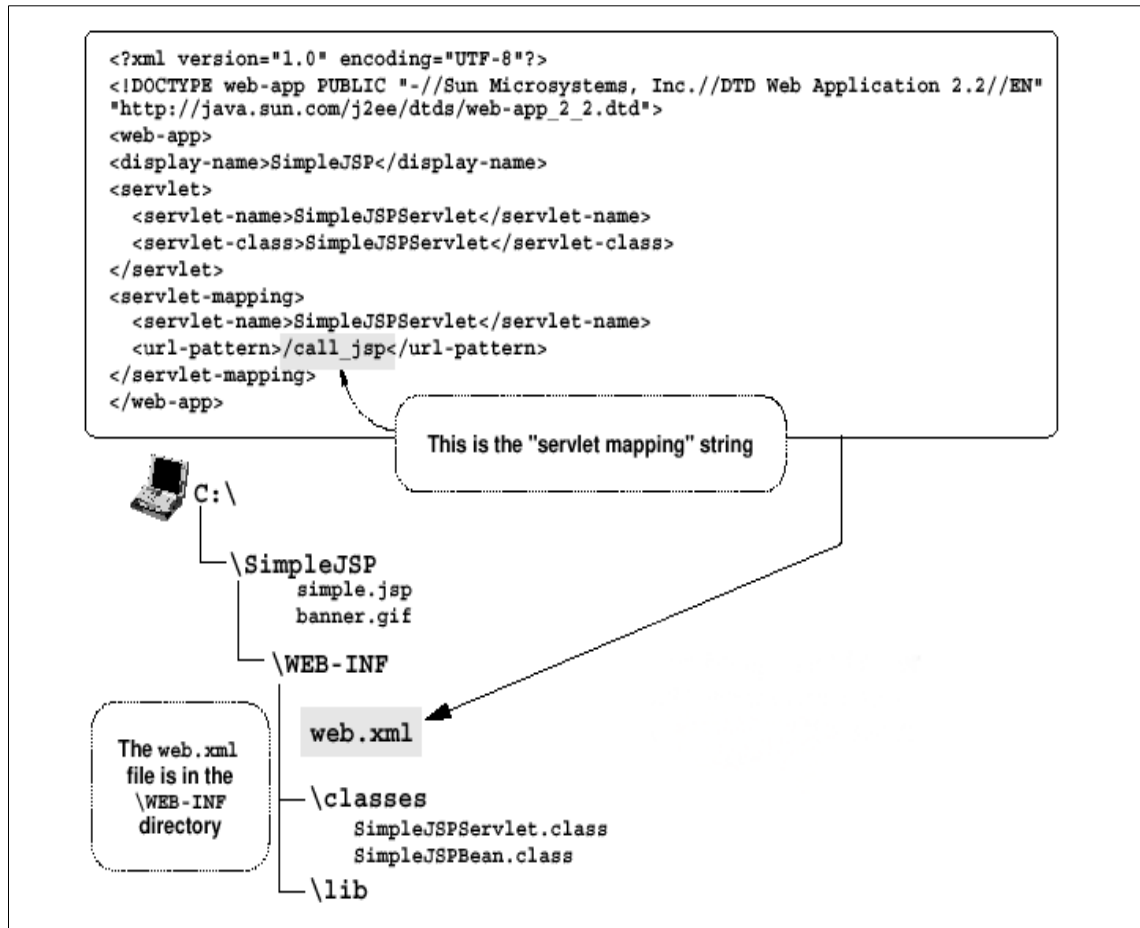 <?xml version="1.0" encoding="UTF-8"?>
<!DOCTYPE web-app PUBLIC "-//Sun Microsystems, Inc.//DTD Web Application 2.2//EN"
"http://java.sun.com/j2ee/dtds/web-app_2_2.dtd">
<web-app>
<display-name>SimpleJSP</display-name>
<servlet>
  <servlet-name>SimpleJSPServlet</servlet-name>
  <servlet-class>SimpleJSPServlet</servlet-class>
</servlet>
<servlet-mapping>
  <servlet-name>SimpleJSPServlet</servlet-name>
  <url-pattern>/call_jsp</url-pattern>
</servlet-mapping>
</web-app>
This is the "servlet mapping" string
C:\
\SimpleJSP
simple.jsp
banner.gif
\WEB-INF
web.xml
The web.xml
file is in the
\WEB-INF
directory
\classes
SimpleJSPServlet.class
SimpleJSPBean.class
\lib